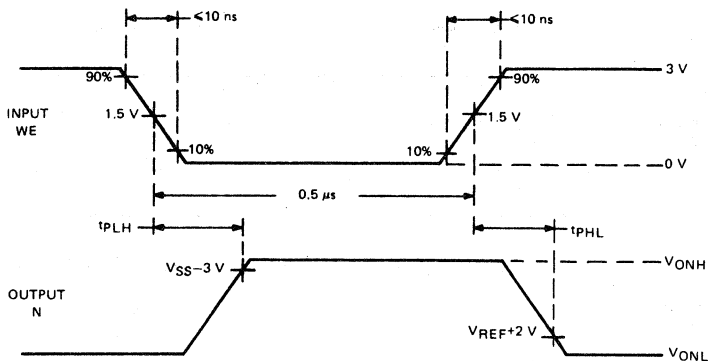 ≤10 ns
≤10 ns
90%
90%
3 V
INPUT
WE
1.5 V
1.5 V
10%
10%
0 V
0.5 µs
tPLH
tPHL
VSS−3 V
VONH
OUTPUT
N
VREF+2 V
VONL